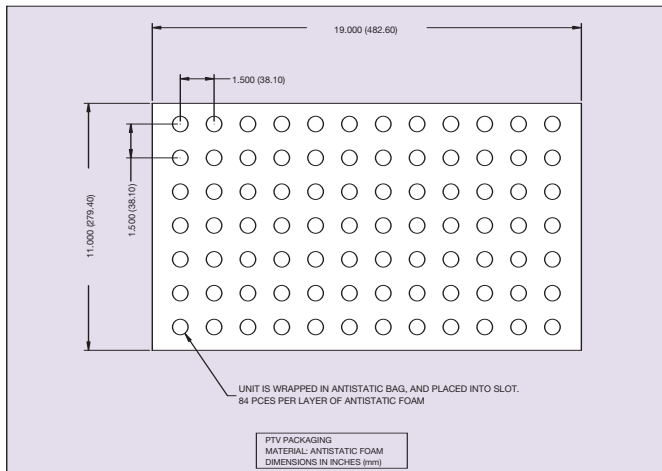 19.000 (482.60)
1.500 (38.10)
11.000 (279.40)
1.500 (38.10)
UNIT IS WRAPPED IN ANTISTATIC BAG, AND PLACED INTO SLOT.
84 PCES PER LAYER OF ANTISTATIC FOAM
PTV PACKAGING
MATERIAL: ANTISTATIC FOAM
DIMENSIONS IN INCHES (mm)